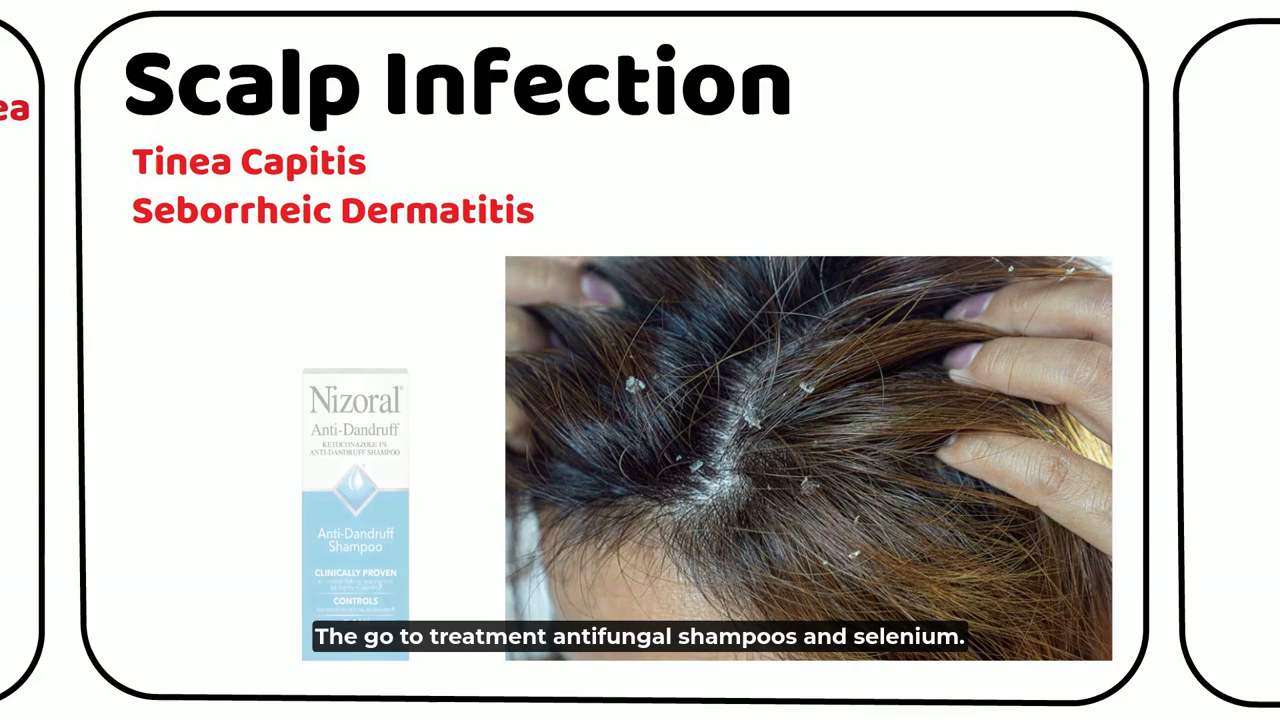 ea
Scalp Infection
Tinea Capitis
Seborrheic Dermatitis
Nizoral
Anti-Dandruff
KETOCONAZOLE 1%
ANTI-DANDRUFF SHAMPOO
Anti-Dandruff
Shampoo
CLINICALLY PROVEN
CONTROLS
The go to treatment antifungal shampoos and selenium.